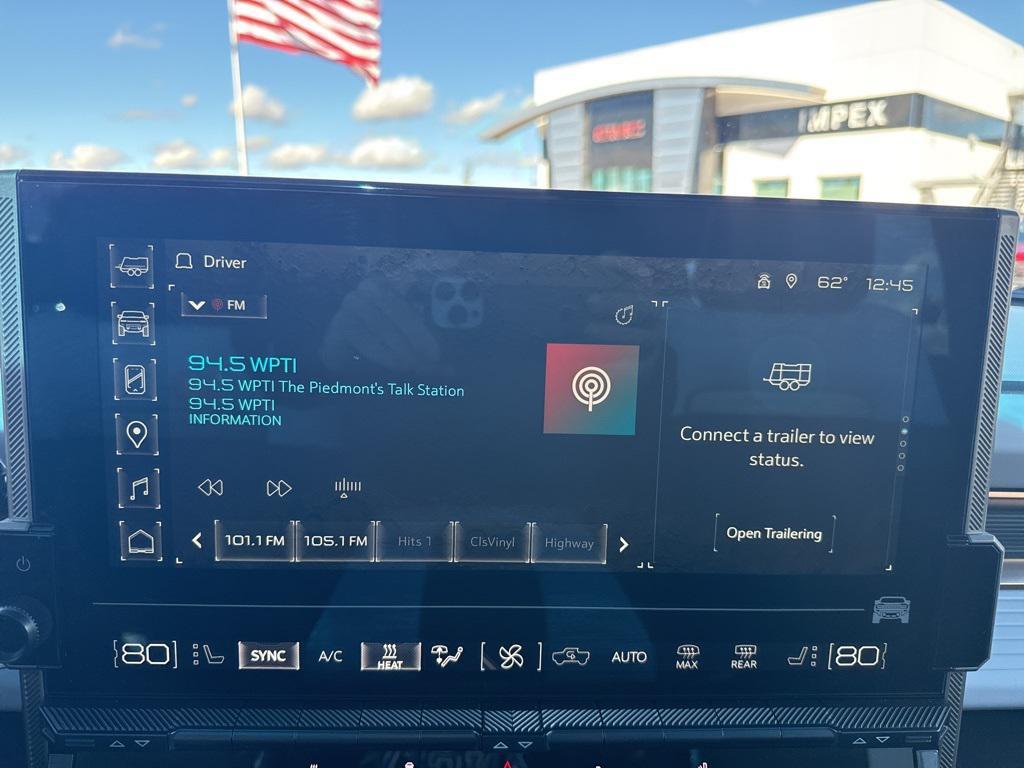 IMPEX
Driver
62° 12:45
FM
94.5 WPTI
94.5 WPTI The Piedmont's Talk Station
94.5 WPTI
INFORMATION
Connect a trailer to view
status.
Open Trailering
101.1 FM 105.1 FM Hits 1 ClsVinyl Highway
80 SYNC A/C HEAT AUTO MAX REAR 80